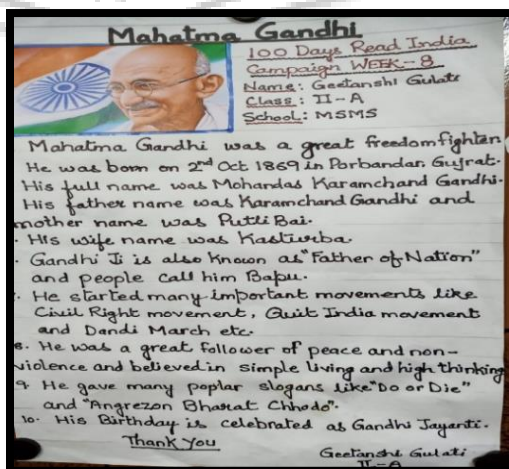 Mahatma Gandhi
100 Days Read India
Campaign WEEK-8
Name: Geetanshi Gulati
Class: II-A
School: MSMS
Mahatma Gandhi was a great freedom fighter
He was born on 2nd Oct 1869 in Porbandar, Gujrat.
His full name was Mohandas Karamchand Gandhi.
His father name was Karamchand Gandhi and
mother name was Putli Bai.
His wife name was Kasturba.
Gandhi Ji is also known as "Father of Nation"
and people call him Bapu.
He started many important movements like
Civil Right movement, Quit India movement
and Dandi March etc.
8. He was a great follower of peace and non-
violence and believed in simple living and high thinking
9. He gave many poplar slogans like "Do or Die"
and "Angrezon Bharat Chhodo".
10. His Birthday is celebrated as Gandhi Jayanti.
Thank You
Geetanshi Gulati
II-A